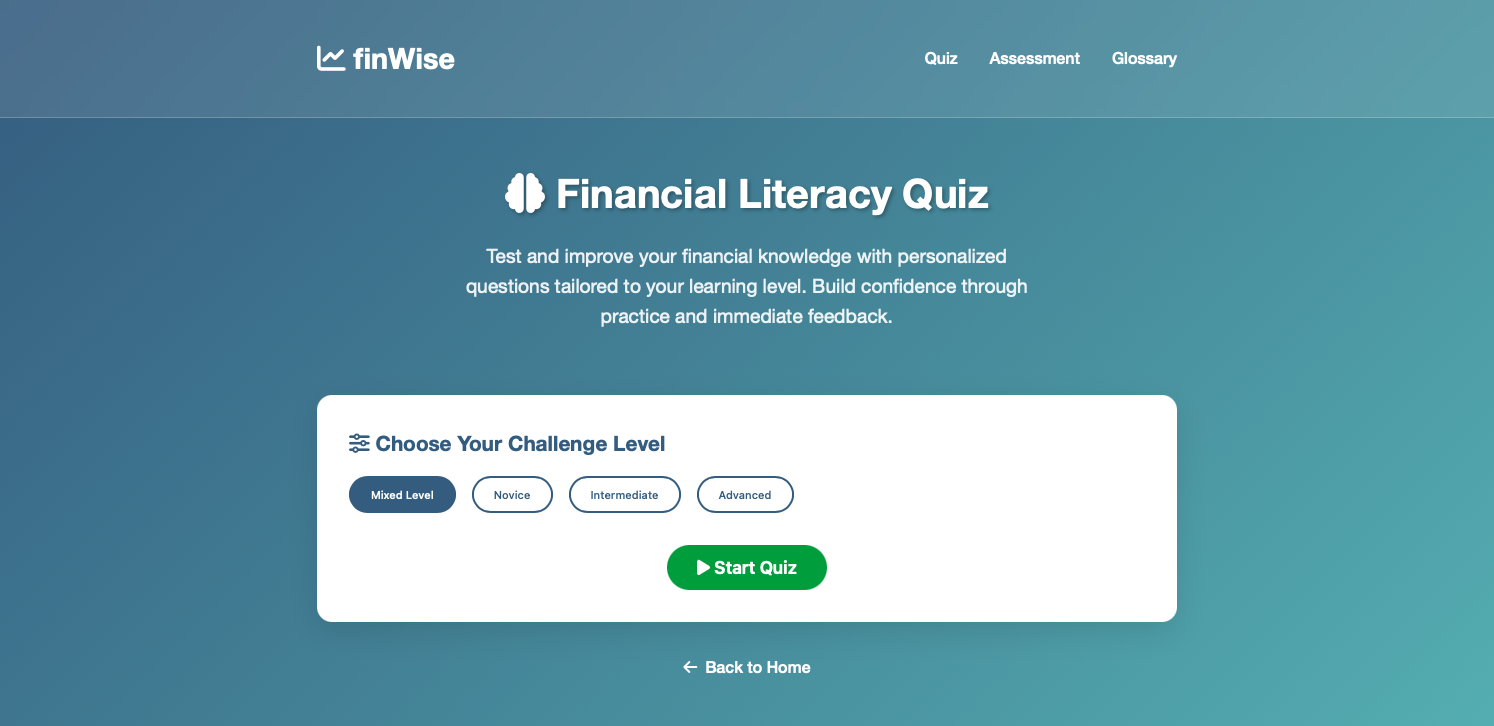 finWise
Quiz Assessment Glossary
Financial Literacy Quiz
Test and improve your financial knowledge with personalized
questions tailored to your learning level. Build confidence through
practice and immediate feedback.
Choose Your Challenge Level
Mixed Level Novice Intermediate Advanced
Start Quiz
Back to Home